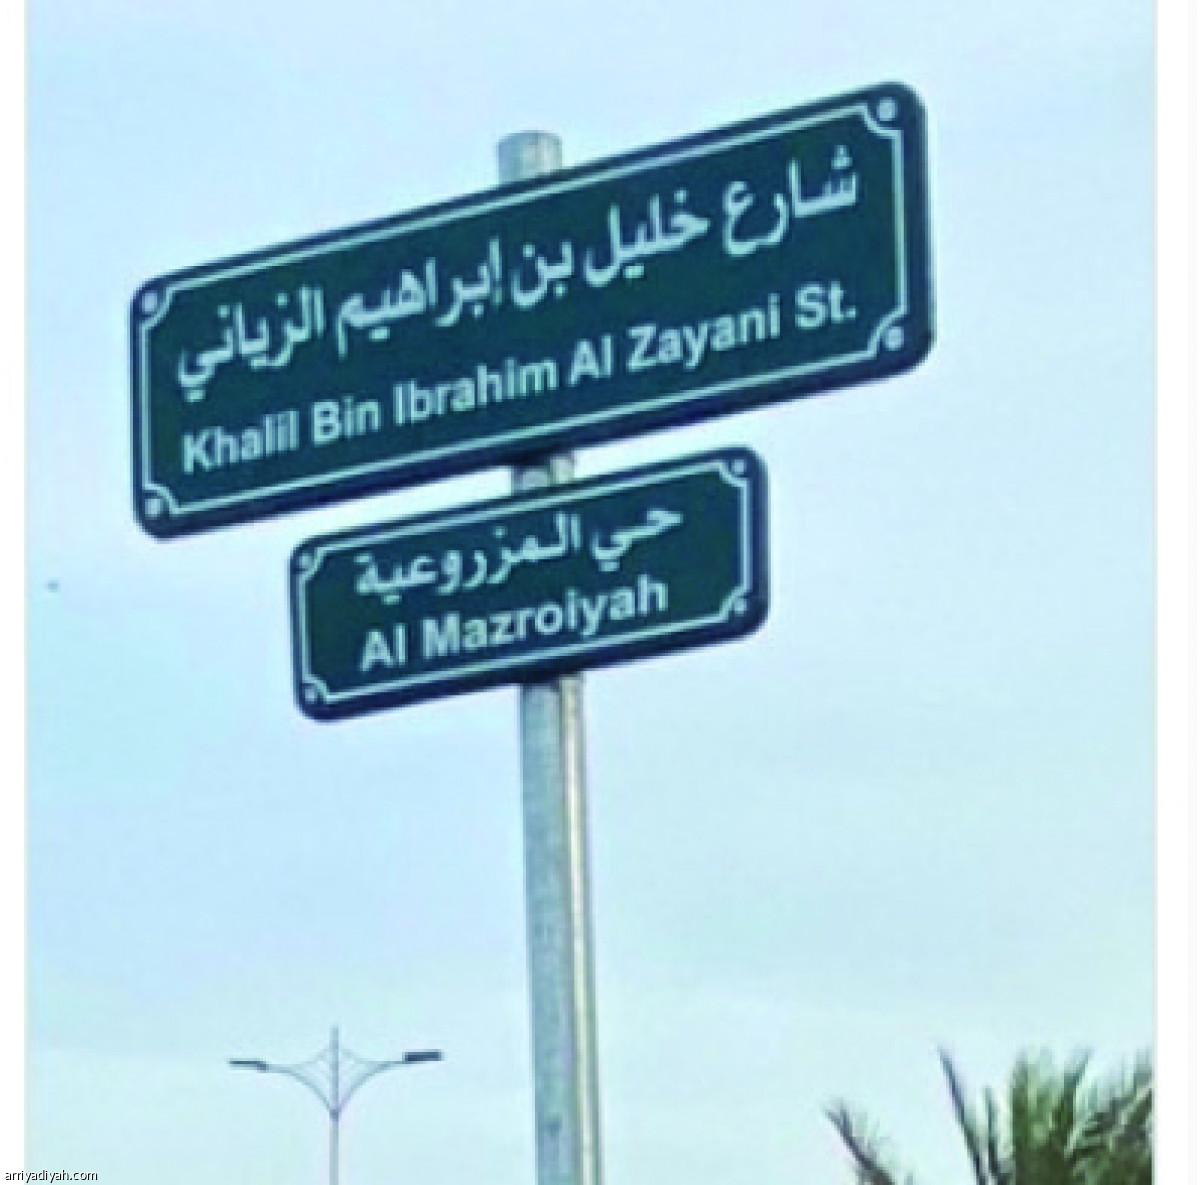 شارع خليل بن إبراهيم الزياني
Khalil Bin Ibrahim Al Zayani St.
حي المزروعية
Al Mazroiyah
arriyadiyah.com